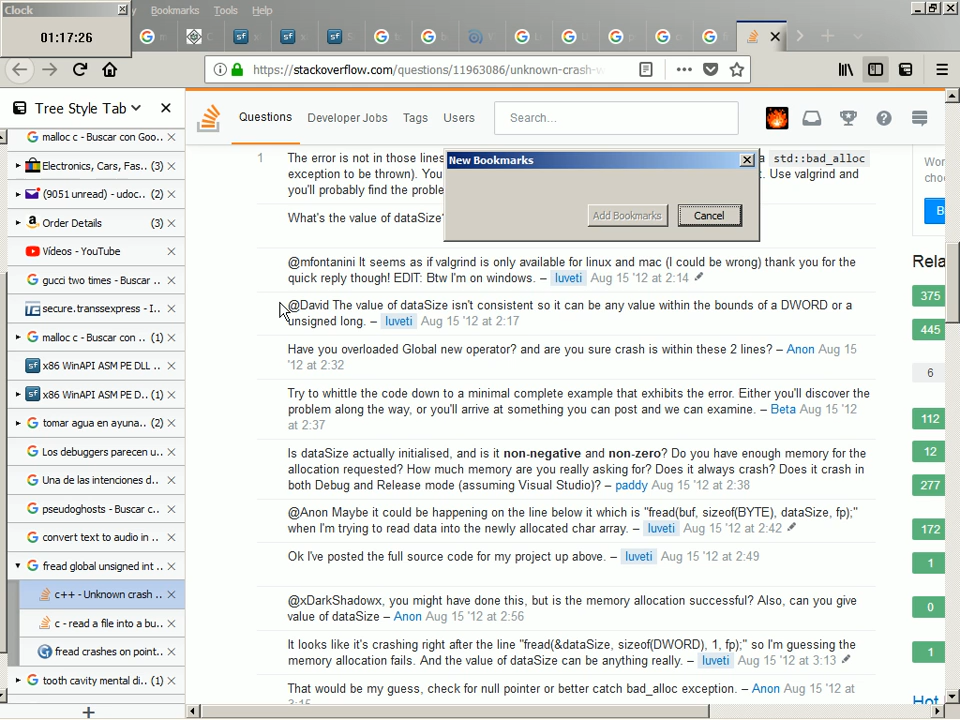 Clock
01:17:26
Bookmarks
Tools
Help
https://stackoverflow.com/questions/11963086/unknown-crash-w
Tree Style Tab
malloc c - Buscar con Goo..
Electronics, Cars, Fas.. (3)
(9051 unread) - udoc..
Order Details (3)
Vídeos - YouTube
gucci two times - Buscar ..
secure.transsexpress - I..
malloc c - Buscar con .. (1)
x86 WinAPI ASM PE DLL ..
x86 WinAPI ASM PE D.. (1)
tomar agua en ayuna.. (2)
Los debuggers parecen u..
Una de las intenciones d..
pseudoghosts - Buscar c..
convert text to audio in ..
fread global unsigned int ..
c++ - Unknown crash ..
c - read a file into a bu..
fread crashes on point..
tooth cavity mental di.. (1)
Questions
Developer Jobs
Tags
Users
Search...
New Bookmarks
Add Bookmarks
Cancel
1
The error is not in those lines
a std::bad_alloc
exception to be thrown). You
t. Use valgrind and
you'll probably find the proble
What's the value of dataSize
@mfontanini It seems as if valgrind is only available for linux and mac (I could be wrong) thank you for the
quick reply though! EDIT: Btw I'm on windows. – luveti Aug 15 '12 at 2:14
@David The value of dataSize isn't consistent so it can be any value within the bounds of a DWORD or a
unsigned long. – luveti Aug 15 '12 at 2:17
Have you overloaded Global new operator? and are you sure crash is within these 2 lines? – Anon Aug 15
'12 at 2:32
Try to whittle the code down to a minimal complete example that exhibits the error. Either you'll discover the
problem along the way, or you'll arrive at something you can post and we can examine. – Beta Aug 15 '12
at 2:37
Is dataSize actually initialised, and is it non-negative and non-zero? Do you have enough memory for the
allocation requested? How much memory are you really asking for? Does it always crash? Does it crash in
both Debug and Release mode (assuming Visual Studio)? – paddy Aug 15 '12 at 2:38
@Anon Maybe it could be happening on the line below it which is "fread(buf, sizeof(BYTE), dataSize, fp);"
when I'm trying to read data into the newly allocated char array. – luveti Aug 15 '12 at 2:42
Ok I've posted the full source code for my project up above. – luveti Aug 15 '12 at 2:49
@xDarkShadowx, you might have done this, but is the memory allocation successful? Also, can you give
value of dataSize – Anon Aug 15 '12 at 2:56
It looks like it's crashing right after the line "fread(&dataSize, sizeof(DWORD), 1, fp);" so I'm guessing the
memory allocation fails. And the value of dataSize can be anything really. – luveti Aug 15 '12 at 3:13
That would be my guess, check for null pointer or better catch bad_alloc exception. – Anon Aug 15 '12 at
3:15
Wor
choo
B
Rela
375
445
6
112
12
277
172
1
0
1
Hot